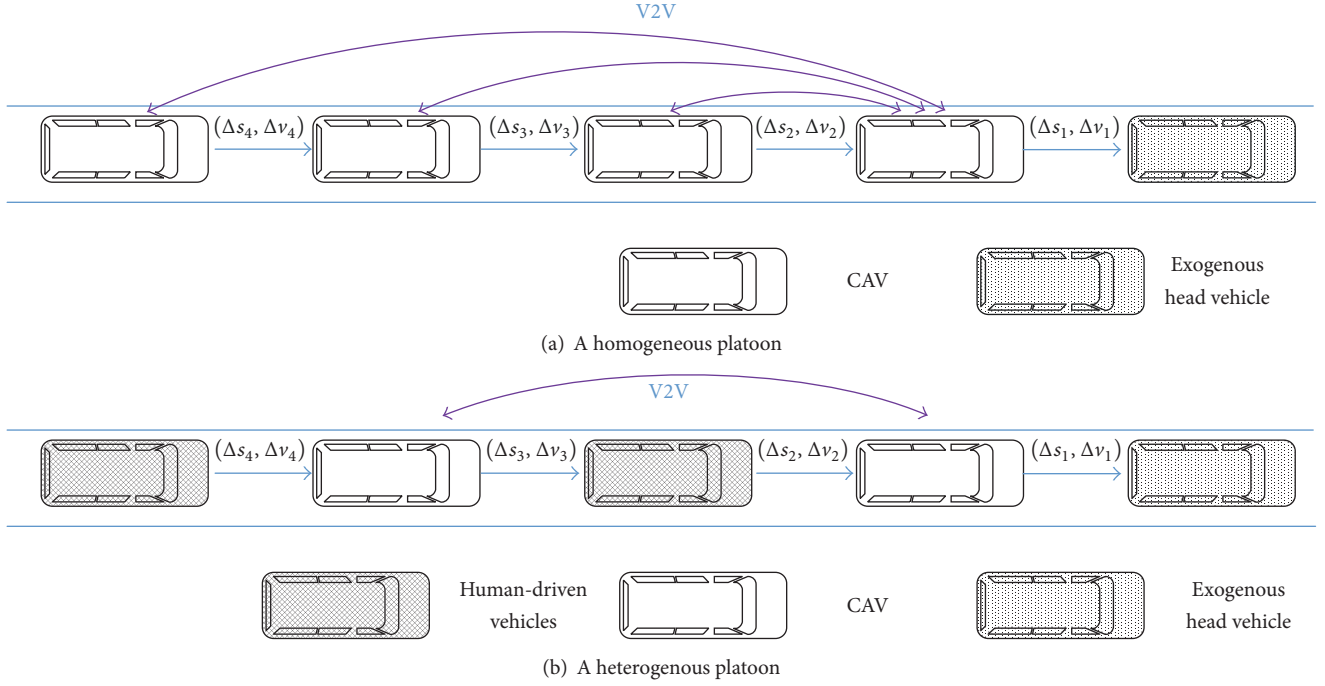 V2V
(Δs₄, Δv₄) (Δs₃, Δv₃) (Δs₂, Δv₂) (Δs₁, Δv₁)
CAV
Exogenous
head vehicle
(a) A homogeneous platoon
V2V
(Δs₄, Δv₄) (Δs₃, Δv₃) (Δs₂, Δv₂) (Δs₁, Δv₁)
Human-driven
vehicles
CAV
Exogenous
head vehicle
(b) A heterogenous platoon